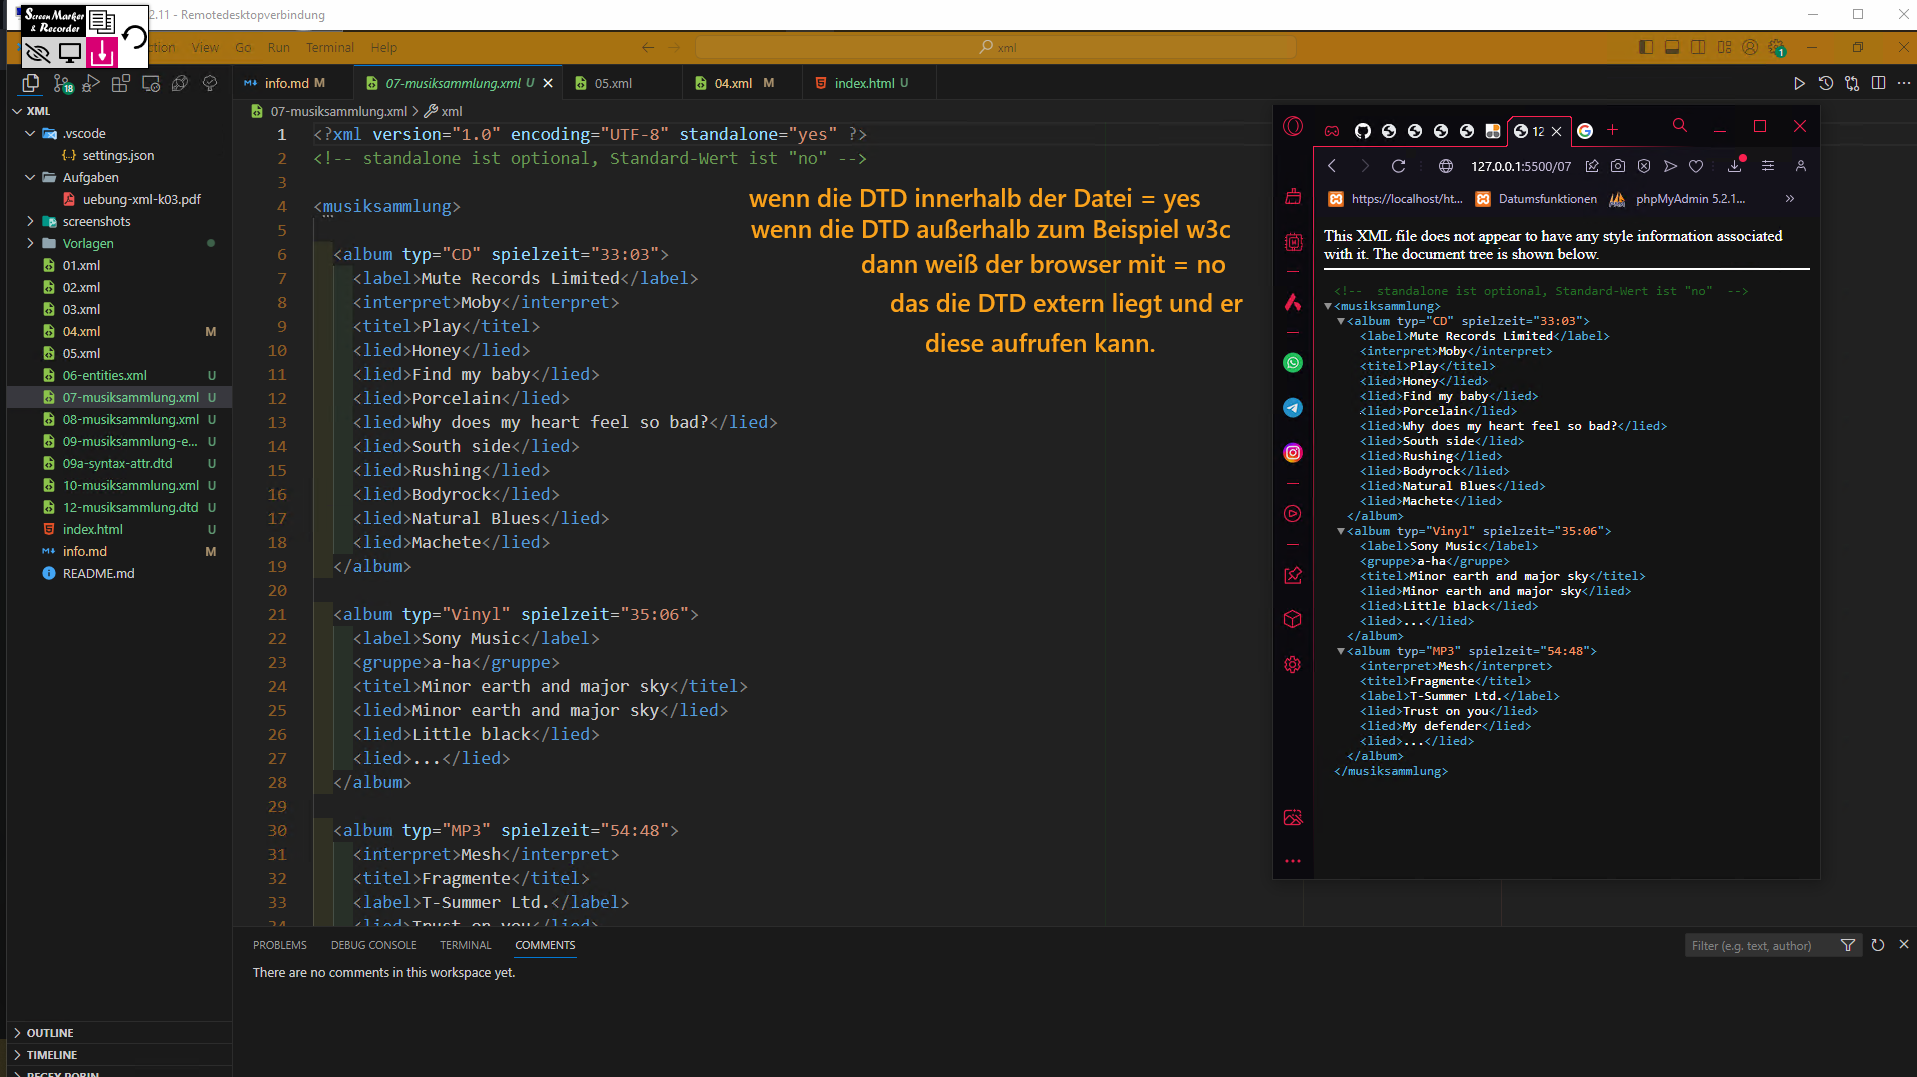 Screen Marker & Recorder
2.11 - Remotedesktopverbindung
ction View Go Run Terminal Help
xml
1
18
info.md M
07-musiksammlung.xml U
05.xml
04.xml M
index.html U
XML
.vscode
settings.json
Aufgaben
uebung-xml-k03.pdf
screenshots
Vorlagen
01.xml
02.xml
03.xml
04.xml M
05.xml
06-entities.xml U
07-musiksammlung.xml U
08-musiksammlung.xml U
09-musiksammlung-e... U
09a-syntax-attr.dtd U
10-musiksammlung.xml U
12-musiksammlung.dtd U
index.html U
info.md M
README.md
OUTLINE
TIMELINE
REGEX ROBIN
07-musiksammlung.xml > xml
1 <?xml version="1.0" encoding="UTF-8" standalone="yes" ?>
2 <!-- standalone ist optional, Standard-Wert ist "no" -->
3
4 <musiksammlung>
5
6 <album typ="CD" spielzeit="33:03">
7 <label>Mute Records Limited</label>
8 <interpret>Moby</interpret>
9 <titel>Play</titel>
10 <lied>Honey</lied>
11 <lied>Find my baby</lied>
12 <lied>Porcelain</lied>
13 <lied>Why does my heart feel so bad?</lied>
14 <lied>South side</lied>
15 <lied>Rushing</lied>
16 <lied>Bodyrock</lied>
17 <lied>Natural Blues</lied>
18 <lied>Machete</lied>
19 </album>
20
21 <album typ="Vinyl" spielzeit="35:06">
22 <label>Sony Music</label>
23 <gruppe>a-ha</gruppe>
24 <titel>Minor earth and major sky</titel>
25 <lied>Minor earth and major sky</lied>
26 <lied>Little black</lied>
27 <lied>...</lied>
28 </album>
29
30 <album typ="MP3" spielzeit="54:48">
31 <interpret>Mesh</interpret>
32 <titel>Fragmente</titel>
33 <label>T-Summer Ltd.</label>
34 <lied>Trust on you</lied>
wenn die DTD innerhalb der Datei = yes
wenn die DTD außerhalb zum Beispiel w3c
dann weiß der browser mit = no
das die DTD extern liegt und er
diese aufrufen kann.
12
127.0.0.1:5500/07
https://localhost/ht...
Datumsfunktionen
phpMyAdmin 5.2.1...
This XML file does not appear to have any style information associated
with it. The document tree is shown below.
<!-- standalone ist optional, Standard-Wert ist "no" -->
<musiksammlung>
<album typ="CD" spielzeit="33:03">
<label>Mute Records Limited</label>
<interpret>Moby</interpret>
<titel>Play</titel>
<lied>Honey</lied>
<lied>Find my baby</lied>
<lied>Porcelain</lied>
<lied>Why does my heart feel so bad?</lied>
<lied>South side</lied>
<lied>Rushing</lied>
<lied>Bodyrock</lied>
<lied>Natural Blues</lied>
<lied>Machete</lied>
</album>
<album typ="Vinyl" spielzeit="35:06">
<label>Sony Music</label>
<gruppe>a-ha</gruppe>
<titel>Minor earth and major sky</titel>
<lied>Minor earth and major sky</lied>
<lied>Little black</lied>
<lied>...</lied>
</album>
<album typ="MP3" spielzeit="54:48">
<interpret>Mesh</interpret>
<titel>Fragmente</titel>
<label>T-Summer Ltd.</label>
<lied>Trust on you</lied>
<lied>My defender</lied>
<lied>...</lied>
</album>
</musiksammlung>
PROBLEMS DEBUG CONSOLE TERMINAL COMMENTS
Filter (e.g. text, author)
There are no comments in this workspace yet.